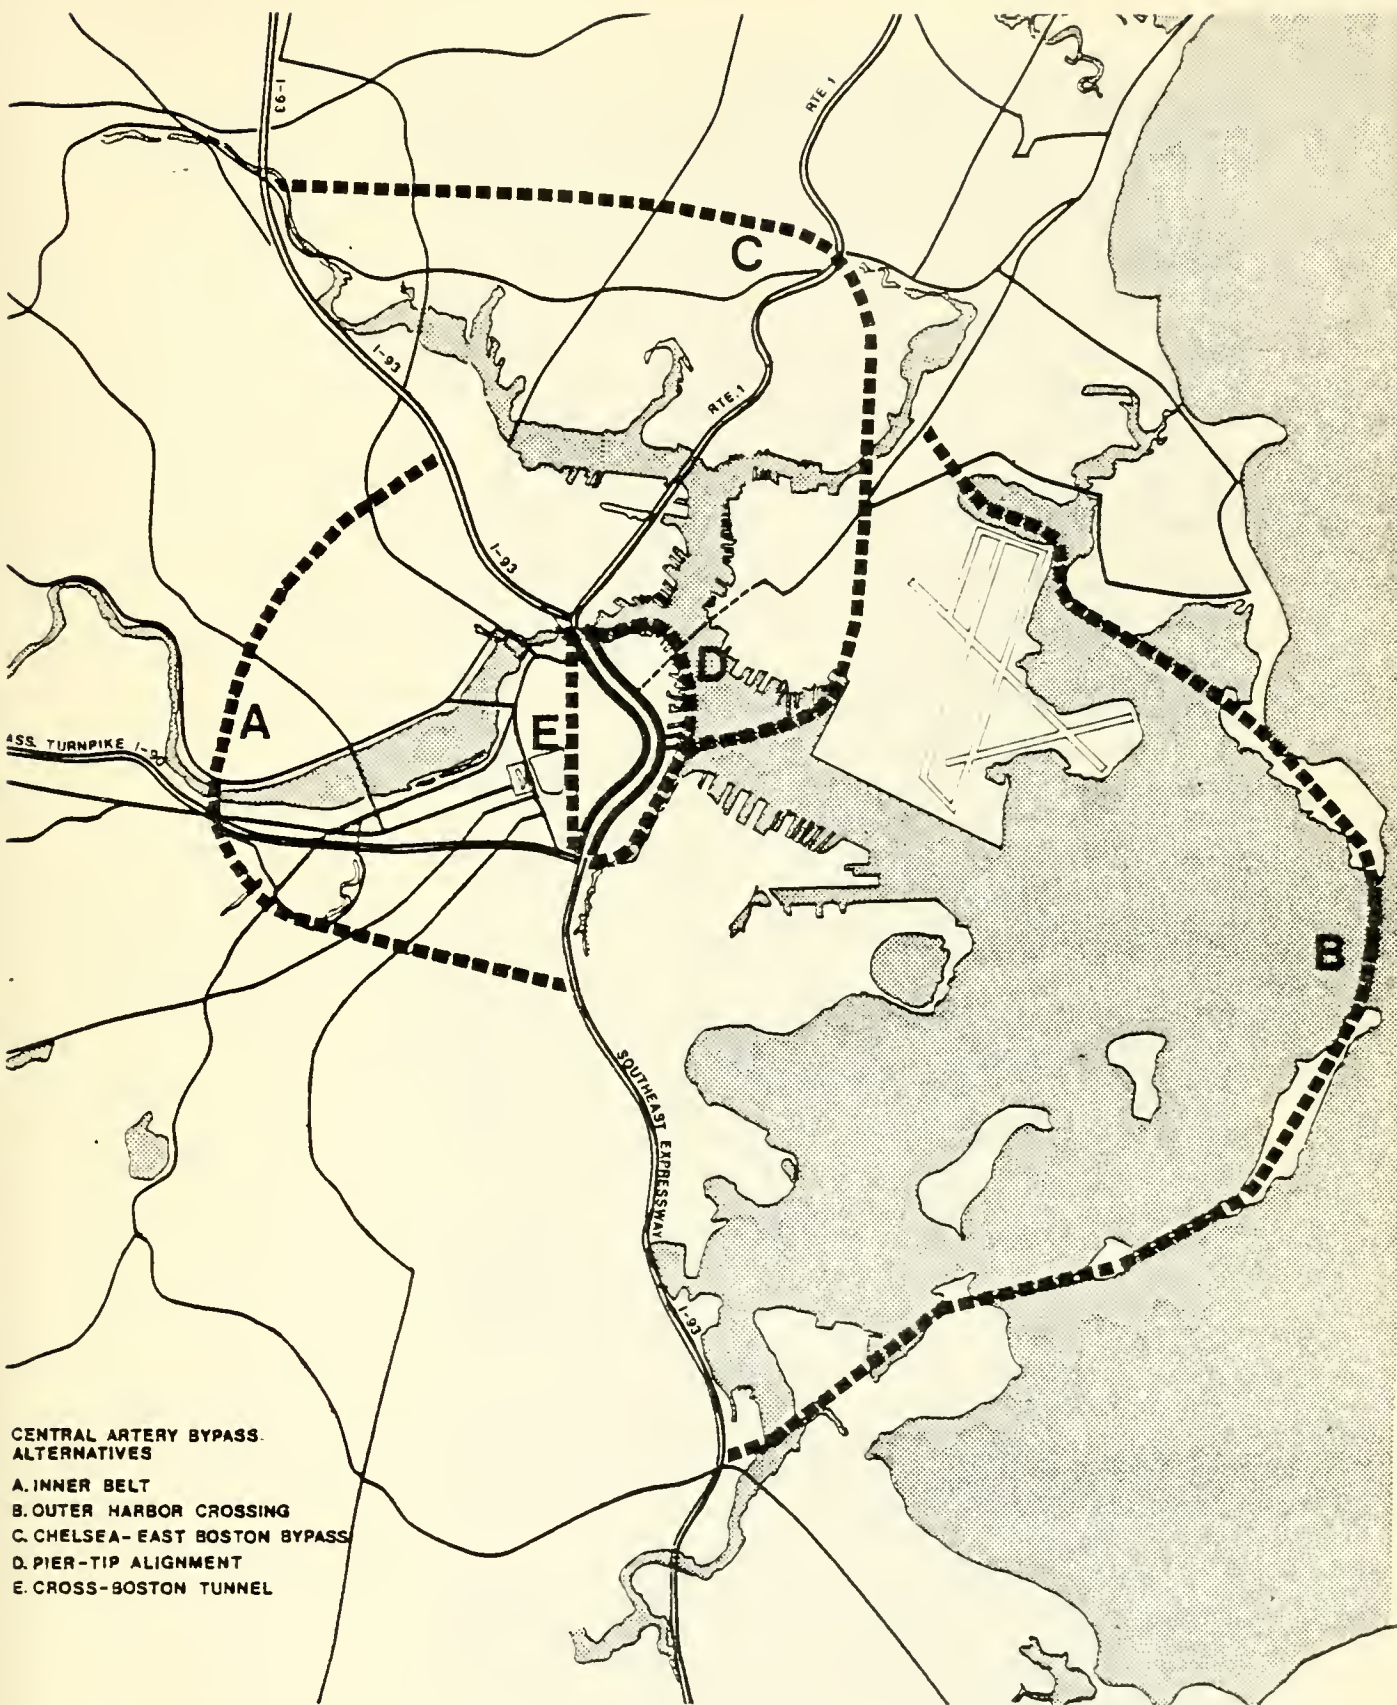 I-93
RTE. 1
C
I-93
RTE. 1
I-93
D
A
E
ASS. TURNPIKE I-90
B
SOUTHEAST EXPRESSWAY
I-93
CENTRAL ARTERY BYPASS
ALTERNATIVES
A. INNER BELT
B. OUTER HARBOR CROSSING
C. CHELSEA-EAST BOSTON BYPASS
D. PIER-TIP ALIGNMENT
E. CROSS-BOSTON TUNNEL